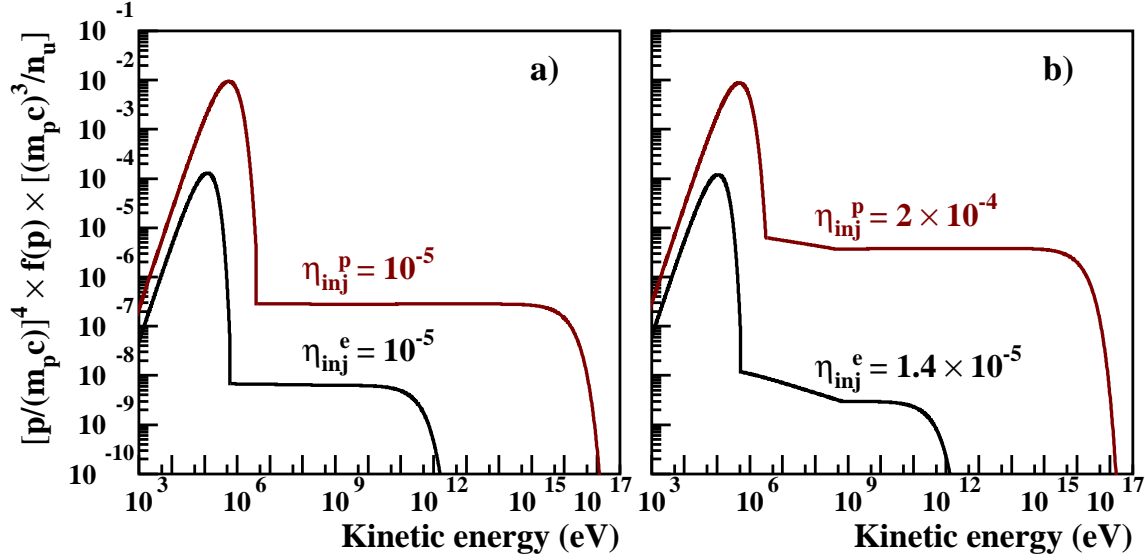 [p/(m_p c)]^4 × f(p) × [(m_p c)^3/n_u]
10^-1
10^-2
10^-3
10^-4
10^-5
10^-6
10^-7
10^-8
10^-9
10^-10
a)
η_inj^p = 10^-5
η_inj^e = 10^-5
10^3 10^6 10^9 10^12 10^15 10^17
Kinetic energy (eV)
b)
η_inj^p = 2 × 10^-4
η_inj^e = 1.4 × 10^-5
10^3 10^6 10^9 10^12 10^15 10^17
Kinetic energy (eV)